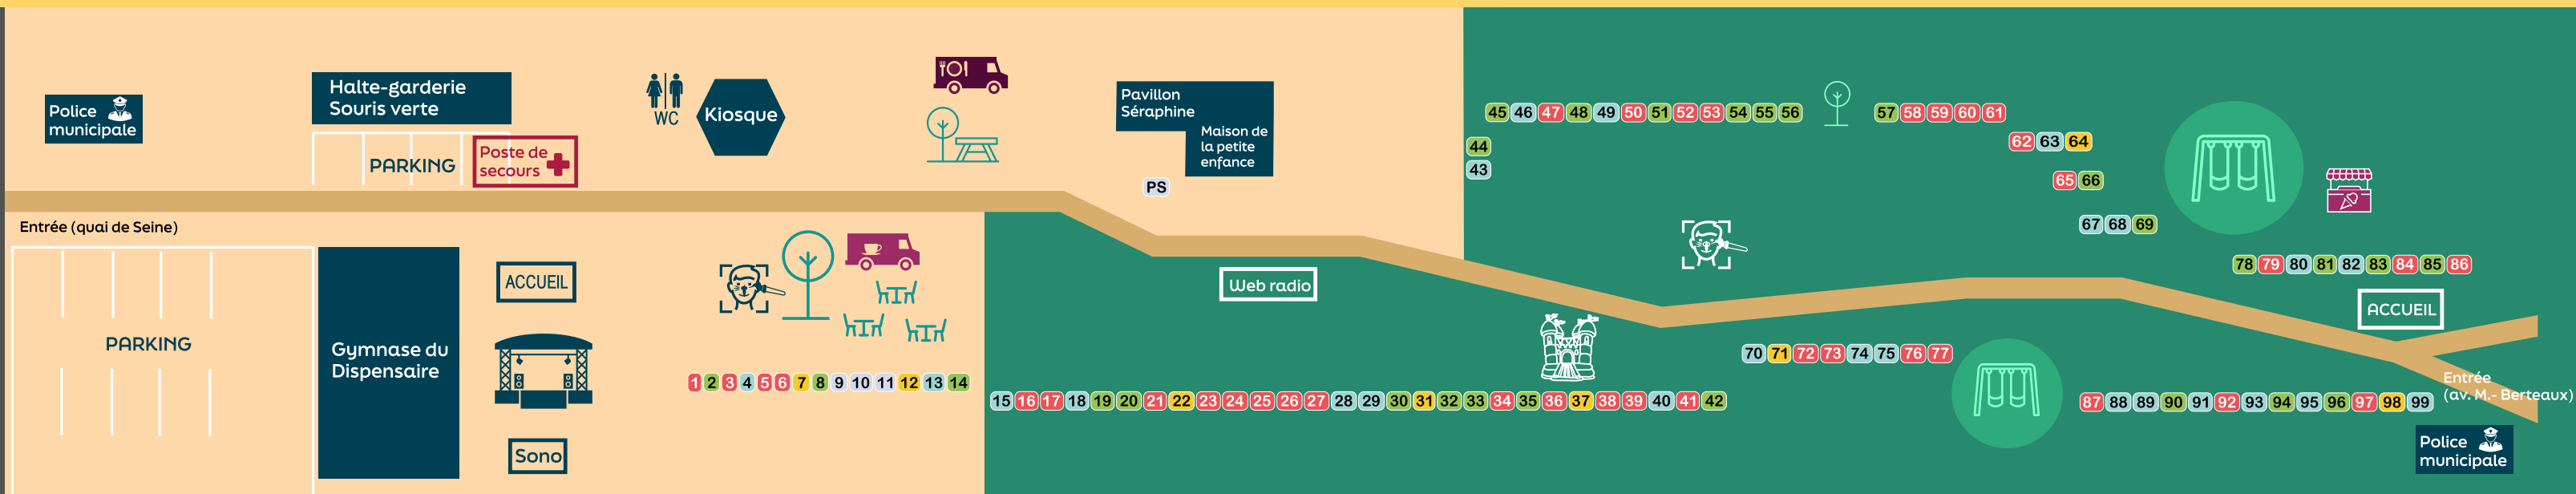 Police
municipale
Halte-garderie
Souris verte
PARKING
Poste de
secours
WC
Kiosque
Pavillon
Séraphine
Maison de
la petite
enfance
PS
45 46 47 48 49 50 51 52 53 54 55 56
57 58 59 60 61
44
43
62 63 64
65 66
67 68 69
78 79 80 81 82 83 84 85 86
Entrée (quai de Seine)
PARKING
Gymnase du
Dispensaire
ACCUEIL
Sono
1 2 3 4 5 6 7 8 9 10 11 12 13 14
Web radio
15 16 17 18 19 20 21 22 23 24 25 26 27 28 29 30 31 32 33 34 35 36 37 38 39 40 41 42
70 71 72 73 74 75 76 77
ACCUEIL
87 88 89 90 91 92 93 94 95 96 97 98 99
Entrée
(av. M.- Berteaux)
Police
municipale